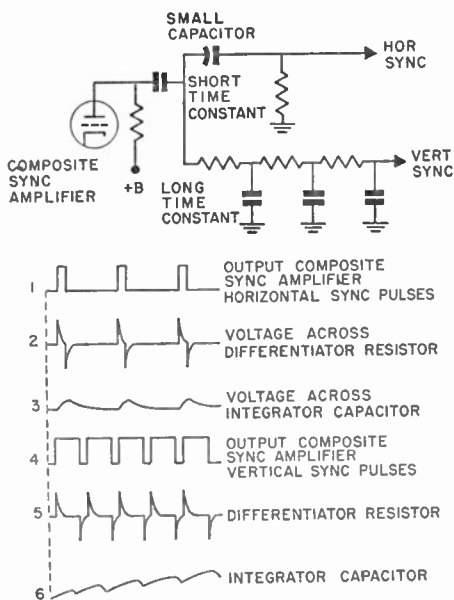 SMALL
CAPACITOR
HOR
SYNC
SHORT
TIME
CONSTANT
COMPOSITE
SYNC
AMPLIFIER
+B
LONG
TIME
CONSTANT
VERT
SYNC
1
OUTPUT COMPOSITE
SYNC AMPLIFIER
HORIZONTAL SYNC PULSES
2
VOLTAGE ACROSS
DIFFERENTIATOR RESISTOR
3
VOLTAGE ACROSS
INTEGRATOR CAPACITOR
4
OUTPUT COMPOSITE
SYNC AMPLIFIER
VERTICAL SYNC PULSES
5
DIFFERENTIATOR RESISTOR
6
INTEGRATOR CAPACITOR